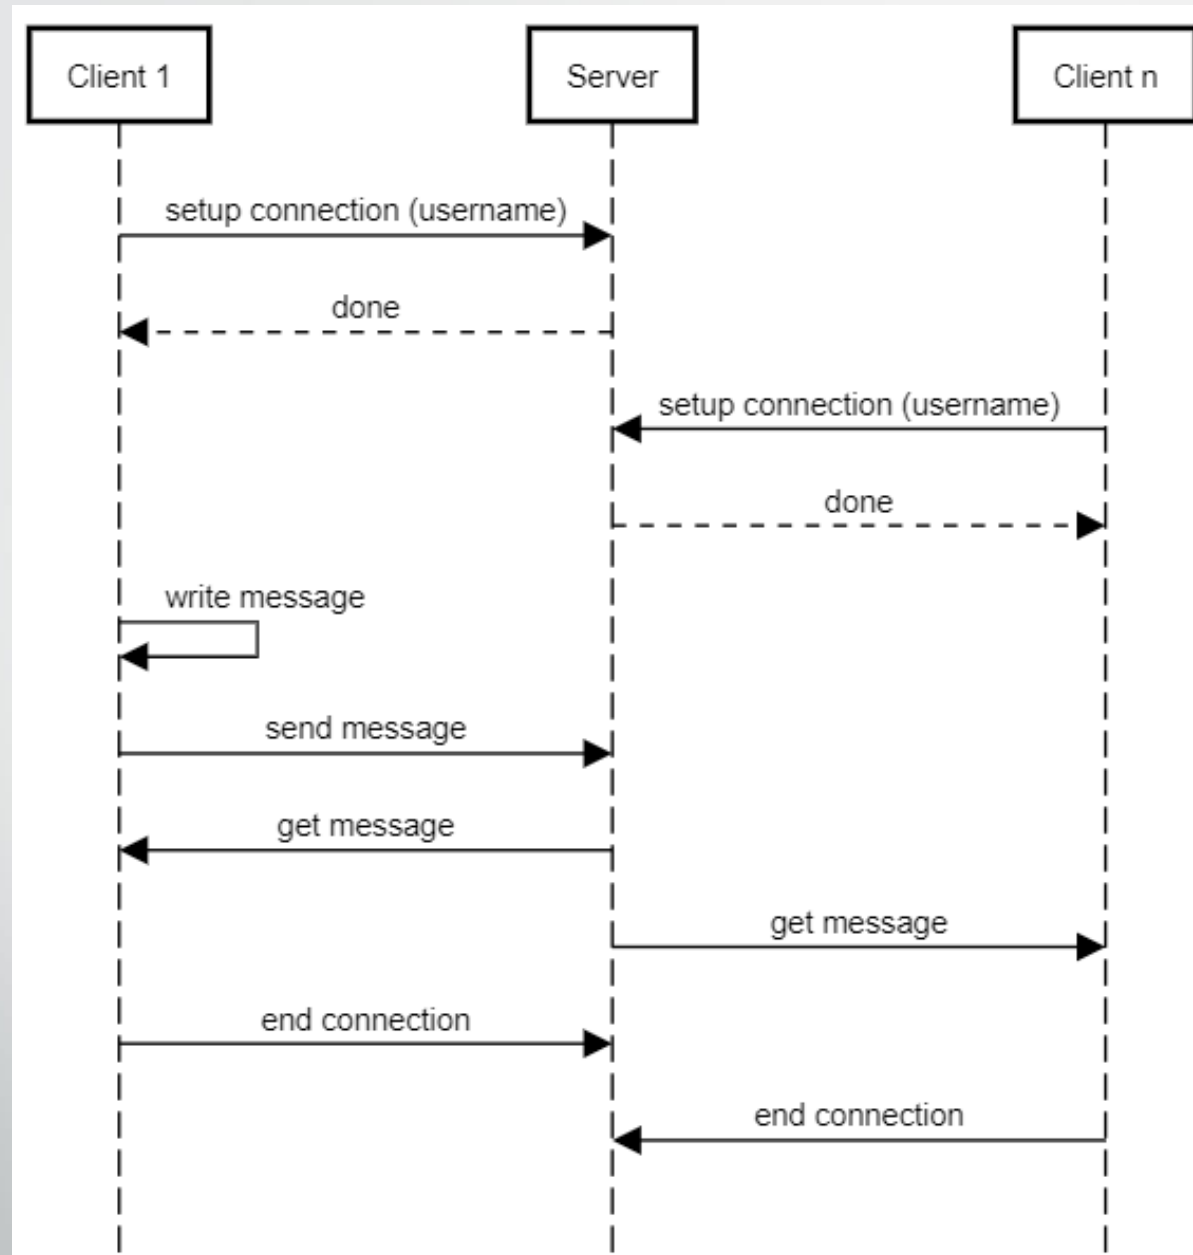 Client 1
Server
Client n
setup connection (username)
done
setup connection (username)
done
write message
send message
get message
get message
end connection
end connection